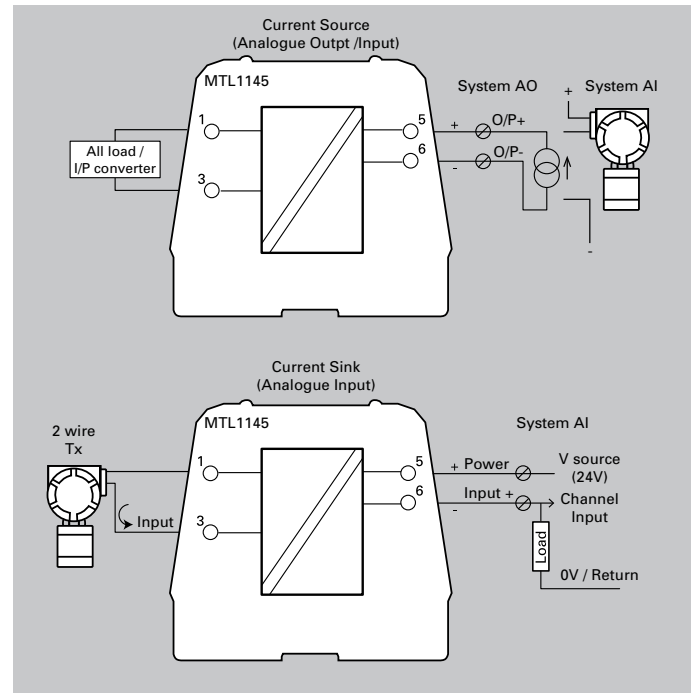 Current Source
(Analogue Outpt /Input)
MTL1145
System AO
+ System AI
1
5
+ O/P+
All load /
I/P converter
6
- O/P-
3
-
Current Sink
(Analogue Input)
MTL1145
System AI
2 wire
Tx
1
5
+ Power
V source
(24V)
6
Input +
-
Channel
Input
3
Input
Load
0V / Return